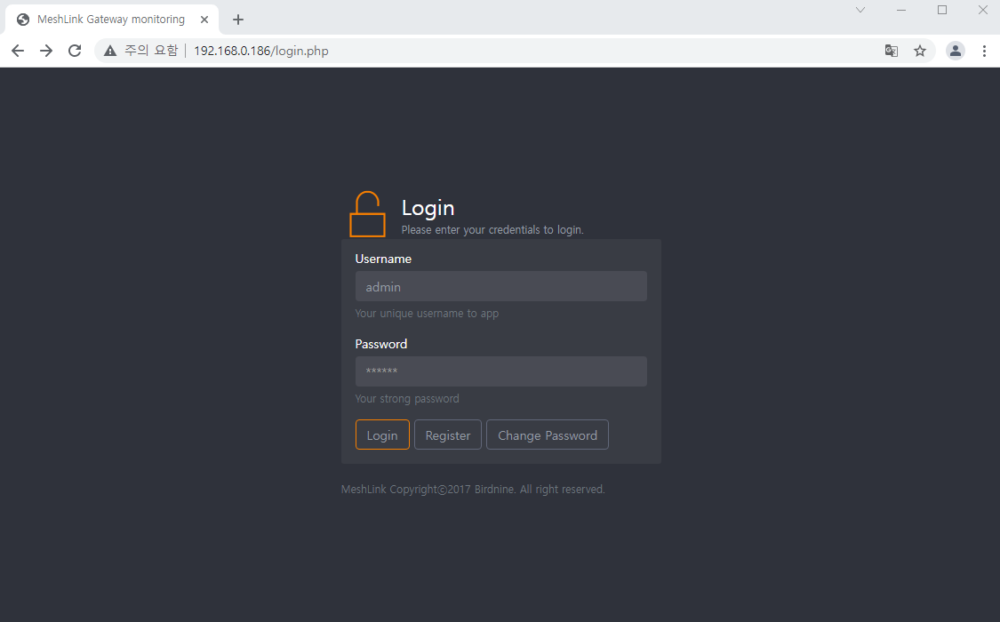 MeshLink Gateway monitoring
주의 요함 192.168.0.186/login.php
Login
Please enter your credentials to login.
Username
admin
Your unique username to app
Password
******
Your strong password
Login Register Change Password
MeshLink Copyrightⓒ2017 Birdnine. All right reserved.